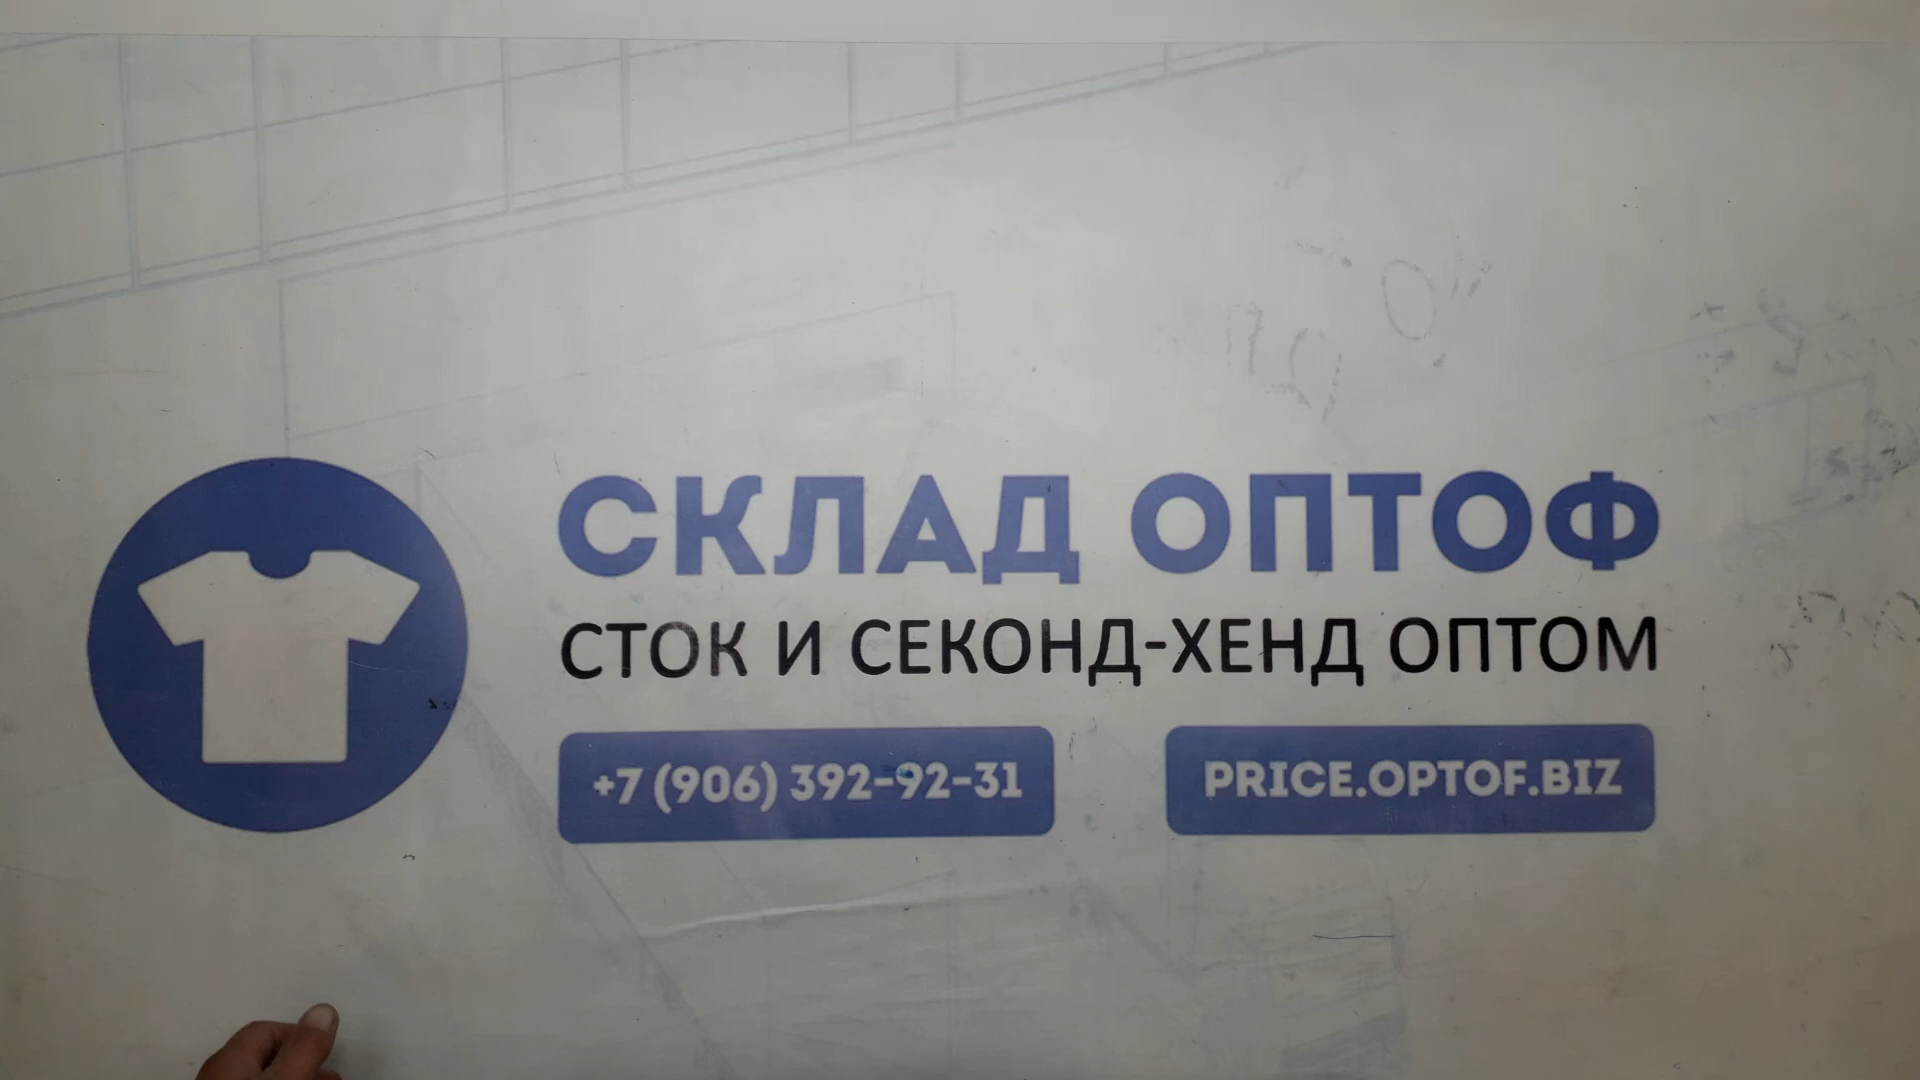 СКЛАД ОПТОФ
СТОК И СЕКОНД-ХЕНД ОПТОМ
+7 (906) 392-92-31
PRICE.OPTOF.BIZ